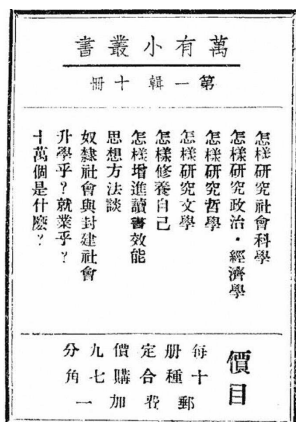 萬有小叢書
第一輯十冊
怎樣研究社會科學
怎樣研究政治・經濟學
怎樣研究哲學
怎樣研究文學
怎樣修養自己
怎樣增進讀書效能
思想方法談
奴隸社會與封建社會
升學乎？就業乎？
十萬個是什麼？
價目
每册定價九分
十種合購七角
郵費加一